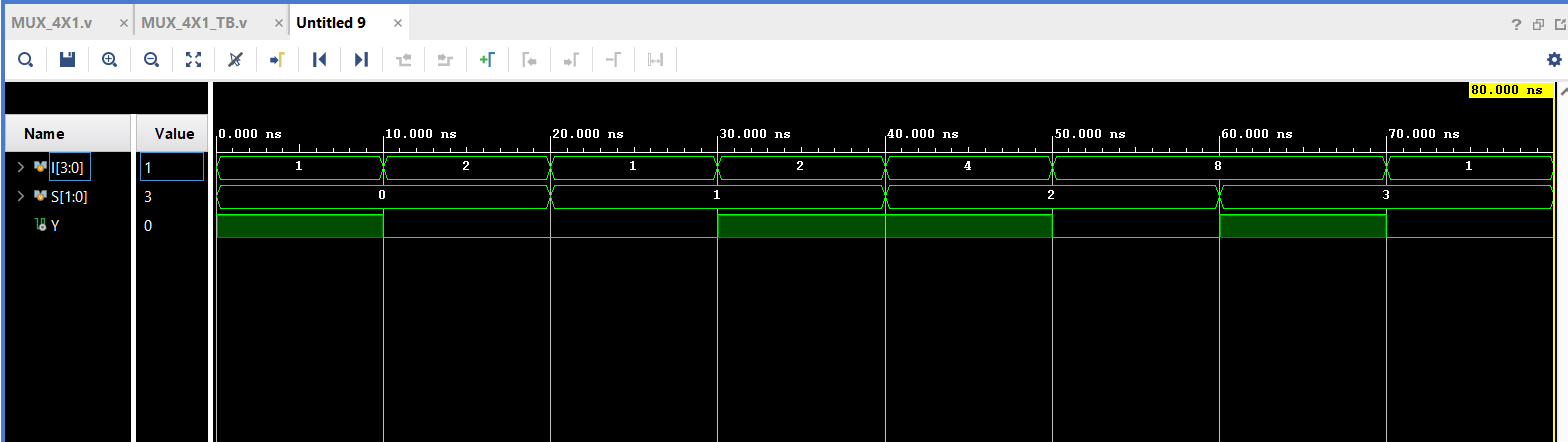 MUX_4X1.v × MUX_4X1_TB.v × Untitled 9 ×
?
80.000 ns
Name Value
0.000 ns 10.000 ns 20.000 ns 30.000 ns 40.000 ns 50.000 ns 60.000 ns 70.000 ns
I[3:0] 1 1 2 1 2 4 8 1
S[1:0] 3 0 1 2 3
Y 0